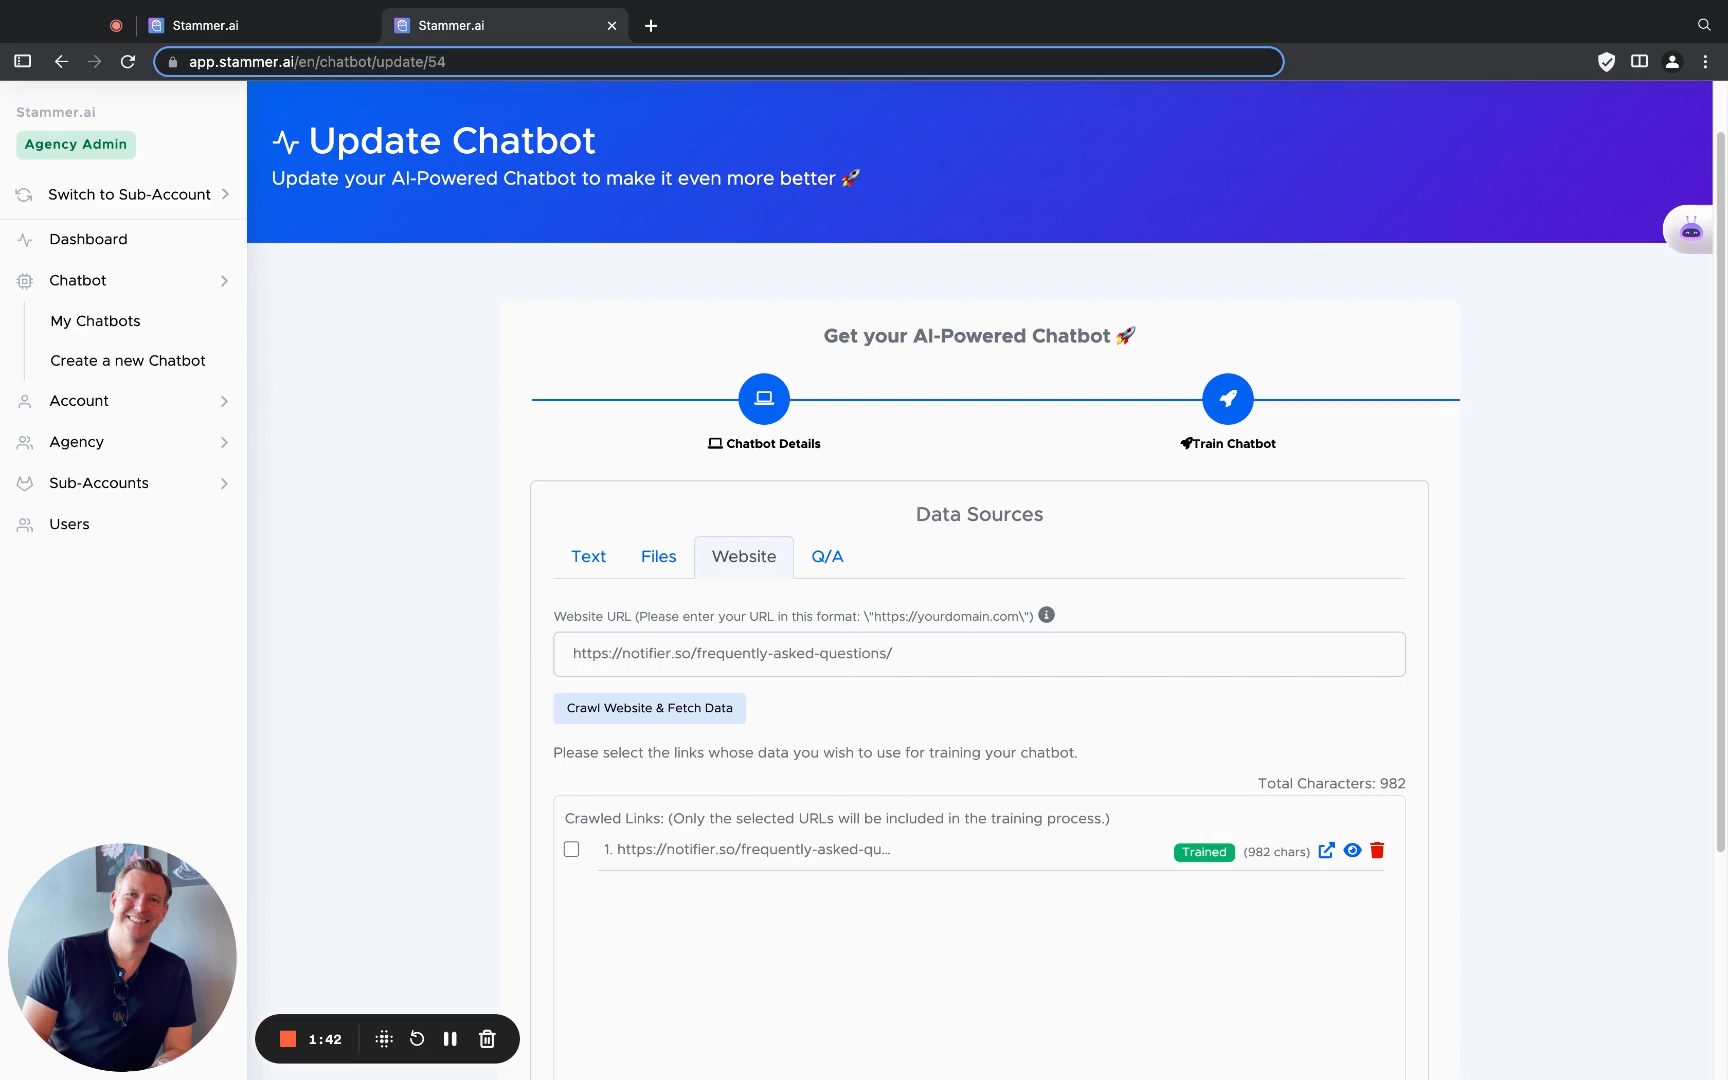 Stammer.ai
Stammer.ai
app.stammer.ai/en/chatbot/update/54
Stammer.ai
Agency Admin
Switch to Sub-Account
Dashboard
Chatbot
My Chatbots
Create a new Chatbot
Account
Agency
Sub-Accounts
Users
Update Chatbot
Update your AI-Powered Chatbot to make it even more better 🚀
Get your AI-Powered Chatbot 🚀
Chatbot Details
Train Chatbot
Data Sources
Text
Files
Website
Q/A
Website URL (Please enter your URL in this format: \"https://yourdomain.com\")
https://notifier.so/frequently-asked-questions/
Crawl Website & Fetch Data
Please select the links whose data you wish to use for training your chatbot.
Total Characters: 982
Crawled Links: (Only the selected URLs will be included in the training process.)
1. https://notifier.so/frequently-asked-qu...
Trained
(982 chars)
1:42